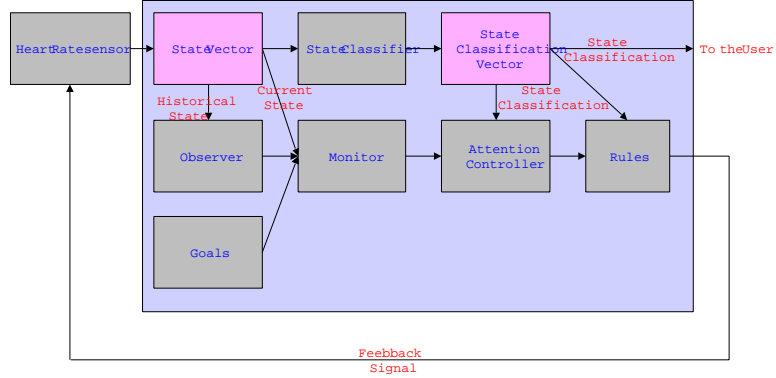 Heart Ratesensor
State Vector
State Classifier
State
Classification
Vector
State
Classification
To theUser
Historical
State
Current
State
State
Classification
Observer
Monitor
Attention
Controller
Rules
Goals
Feebback
Signal